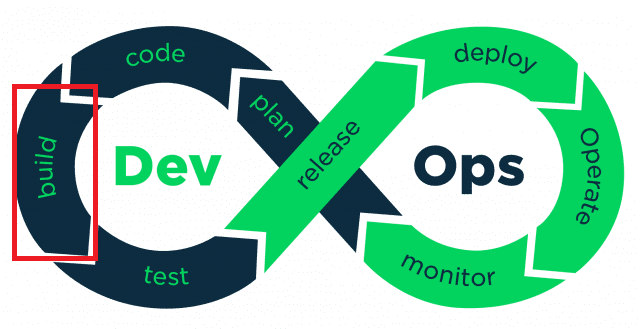 code
deploy
plan
release
build
Dev
Ops
Operate
test
monitor